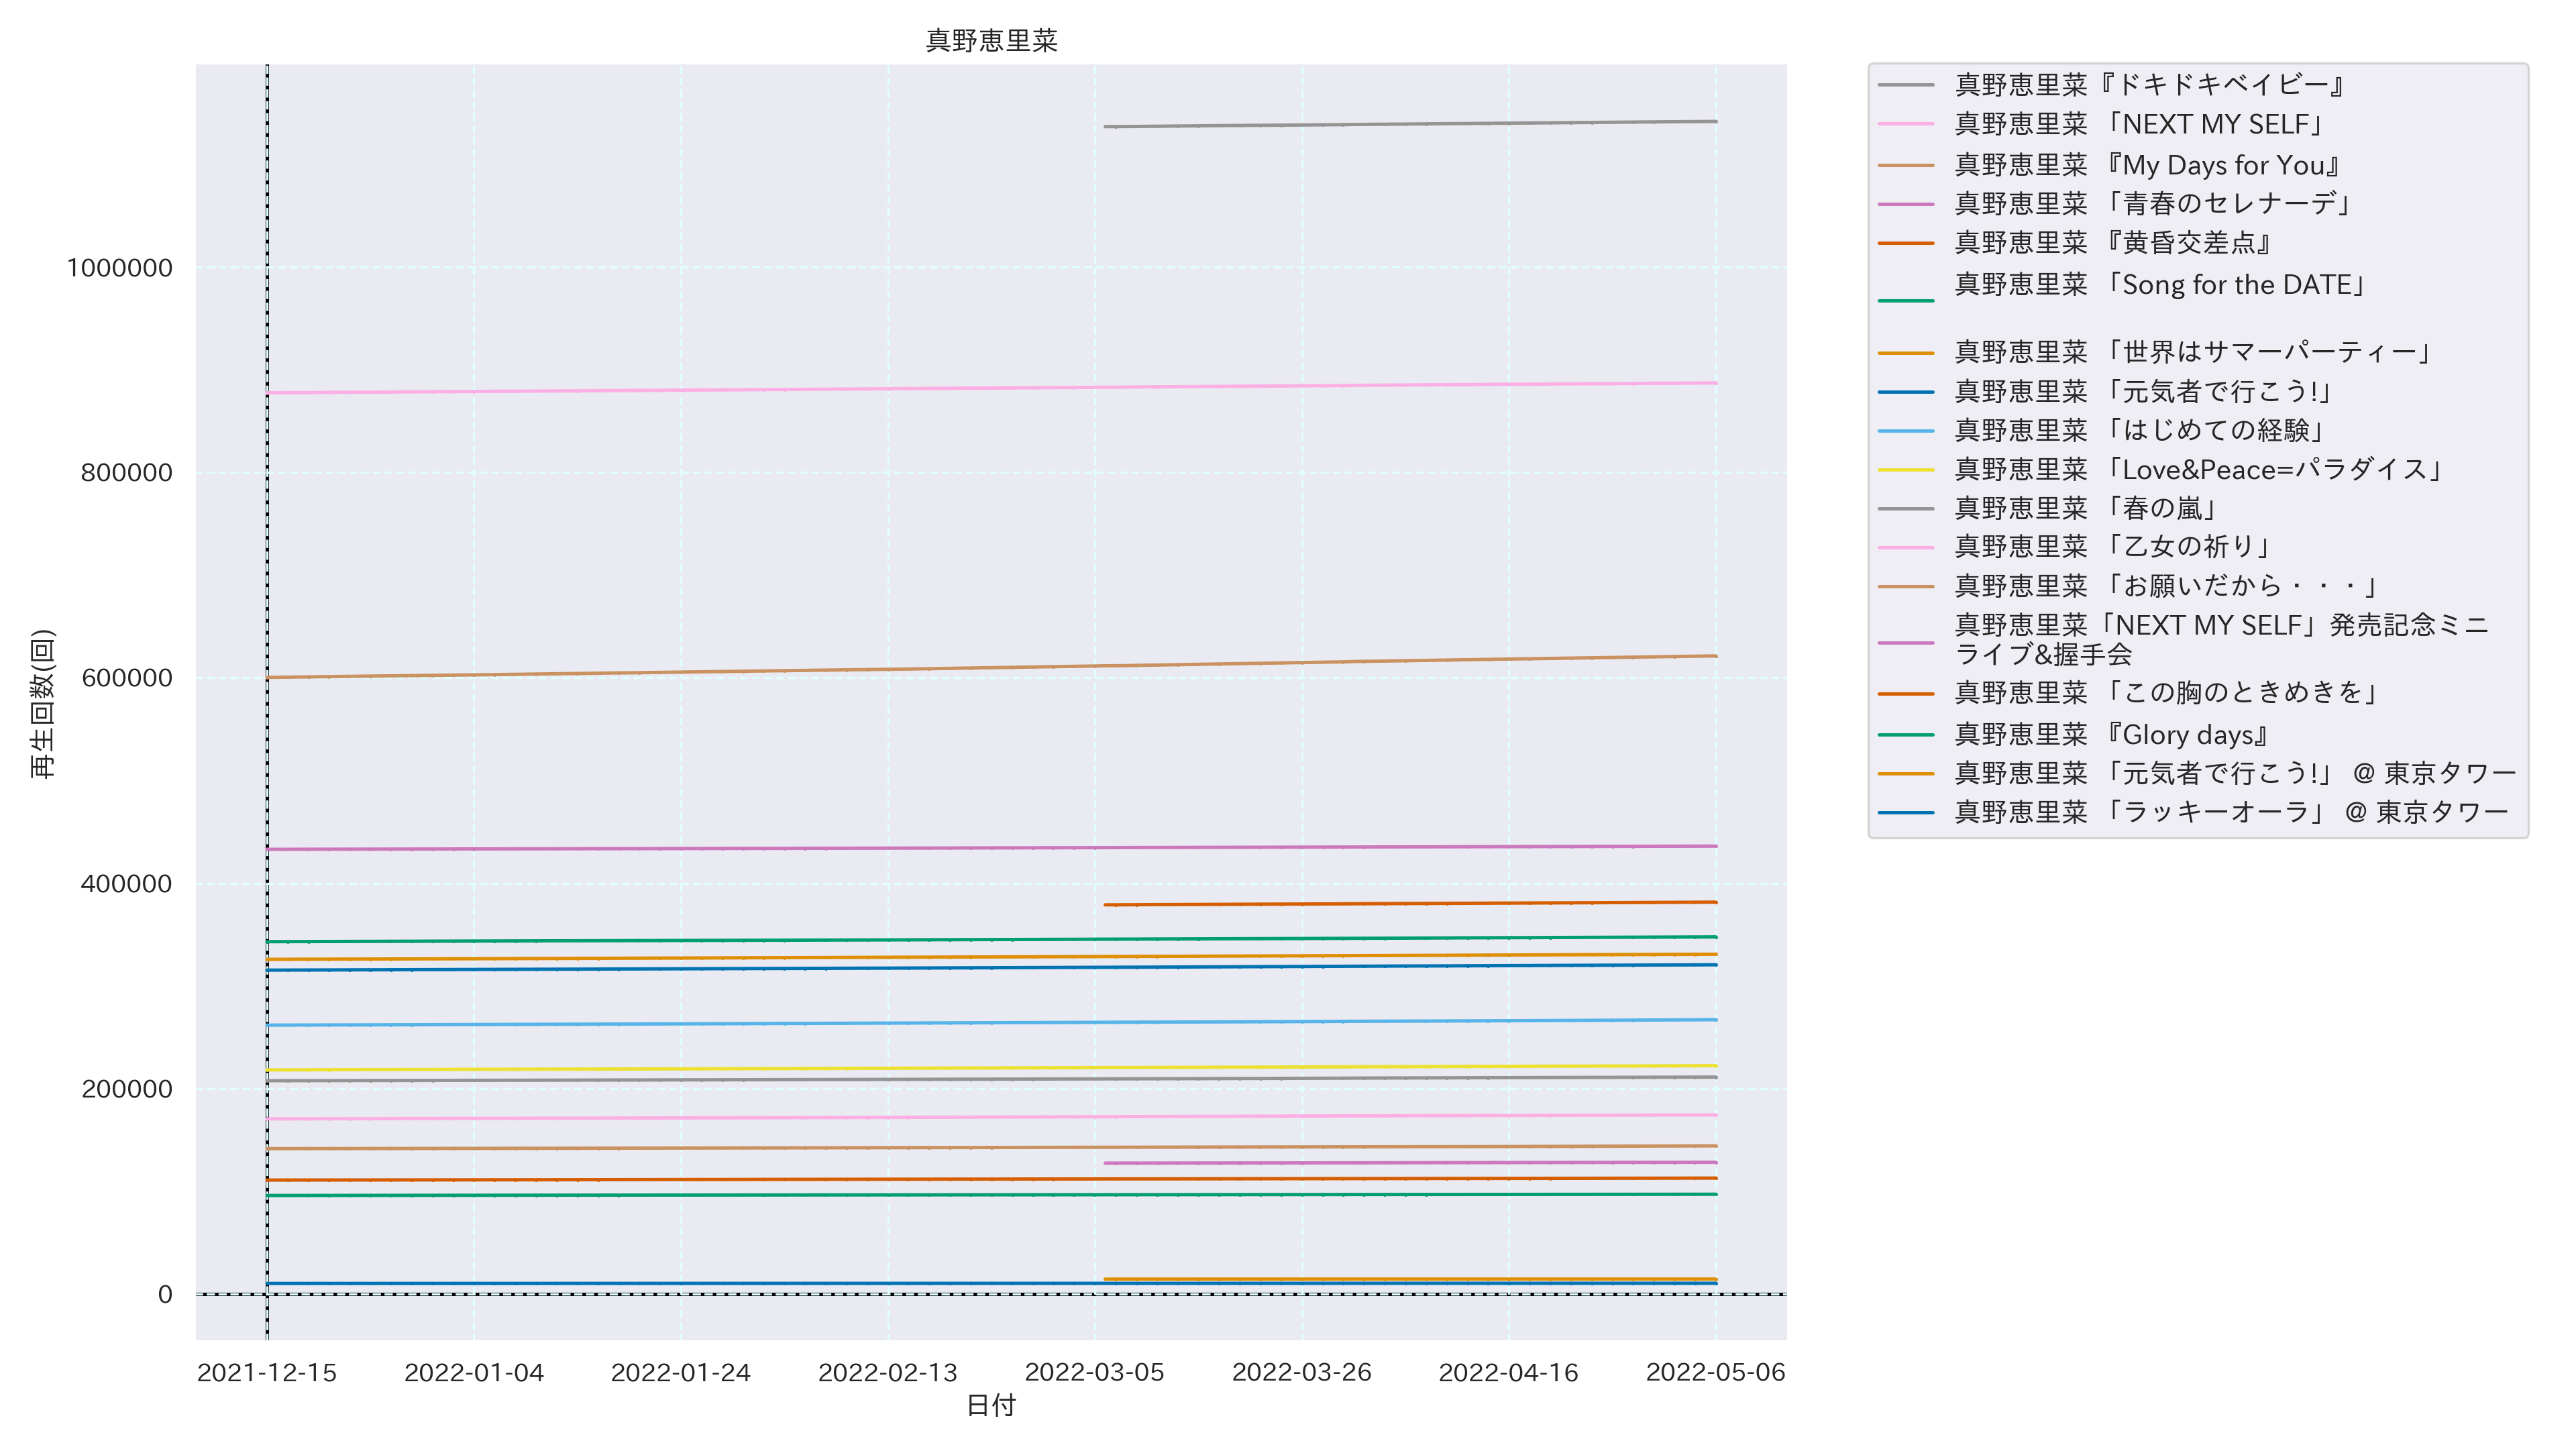 真野恵里菜
再生回数(回)
1000000
800000
600000
400000
200000
0
2021-12-15
2022-01-04
2022-01-24
2022-02-13
2022-03-05
2022-03-26
2022-04-16
2022-05-06
日付
真野恵里菜『ドキドキベイビー』
真野恵里菜 「NEXT MY SELF」
真野恵里菜 『My Days for You』
真野恵里菜 「青春のセレナーデ」
真野恵里菜 『黄昏交差点』
真野恵里菜 「Song for the DATE」
真野恵里菜 「世界はサマーパーティー」
真野恵里菜 「元気者で行こう!」
真野恵里菜 「はじめての経験」
真野恵里菜 「Love&Peace=パラダイス」
真野恵里菜 「春の嵐」
真野恵里菜 「乙女の祈り」
真野恵里菜 「お願いだから・・・」
真野恵里菜「NEXT MY SELF」発売記念ミニ
ライブ&握手会
真野恵里菜 「この胸のときめきを」
真野恵里菜 『Glory days』
真野恵里菜 「元気者で行こう!」 @ 東京タワー
真野恵里菜 「ラッキーオーラ」 @ 東京タワー